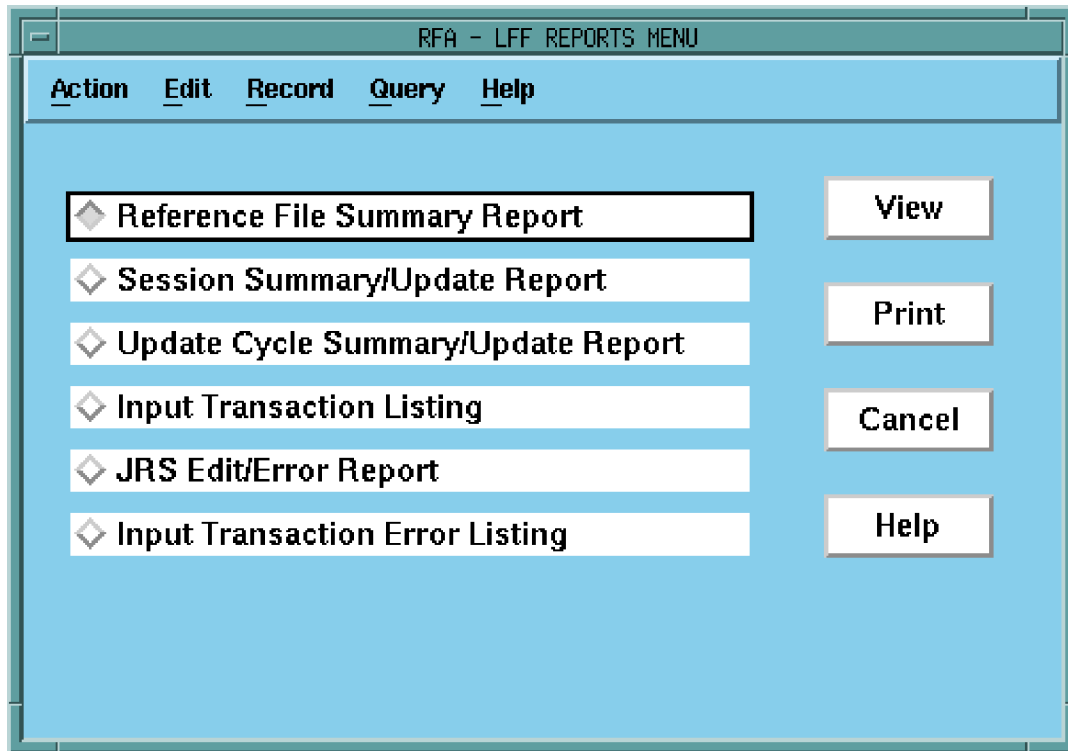 RFA - LFF REPORTS MENU
Action Edit Record Query Help
Reference File Summary Report
View
Session Summary/Update Report
Print
Update Cycle Summary/Update Report
Input Transaction Listing
Cancel
JRS Edit/Error Report
Input Transaction Error Listing
Help